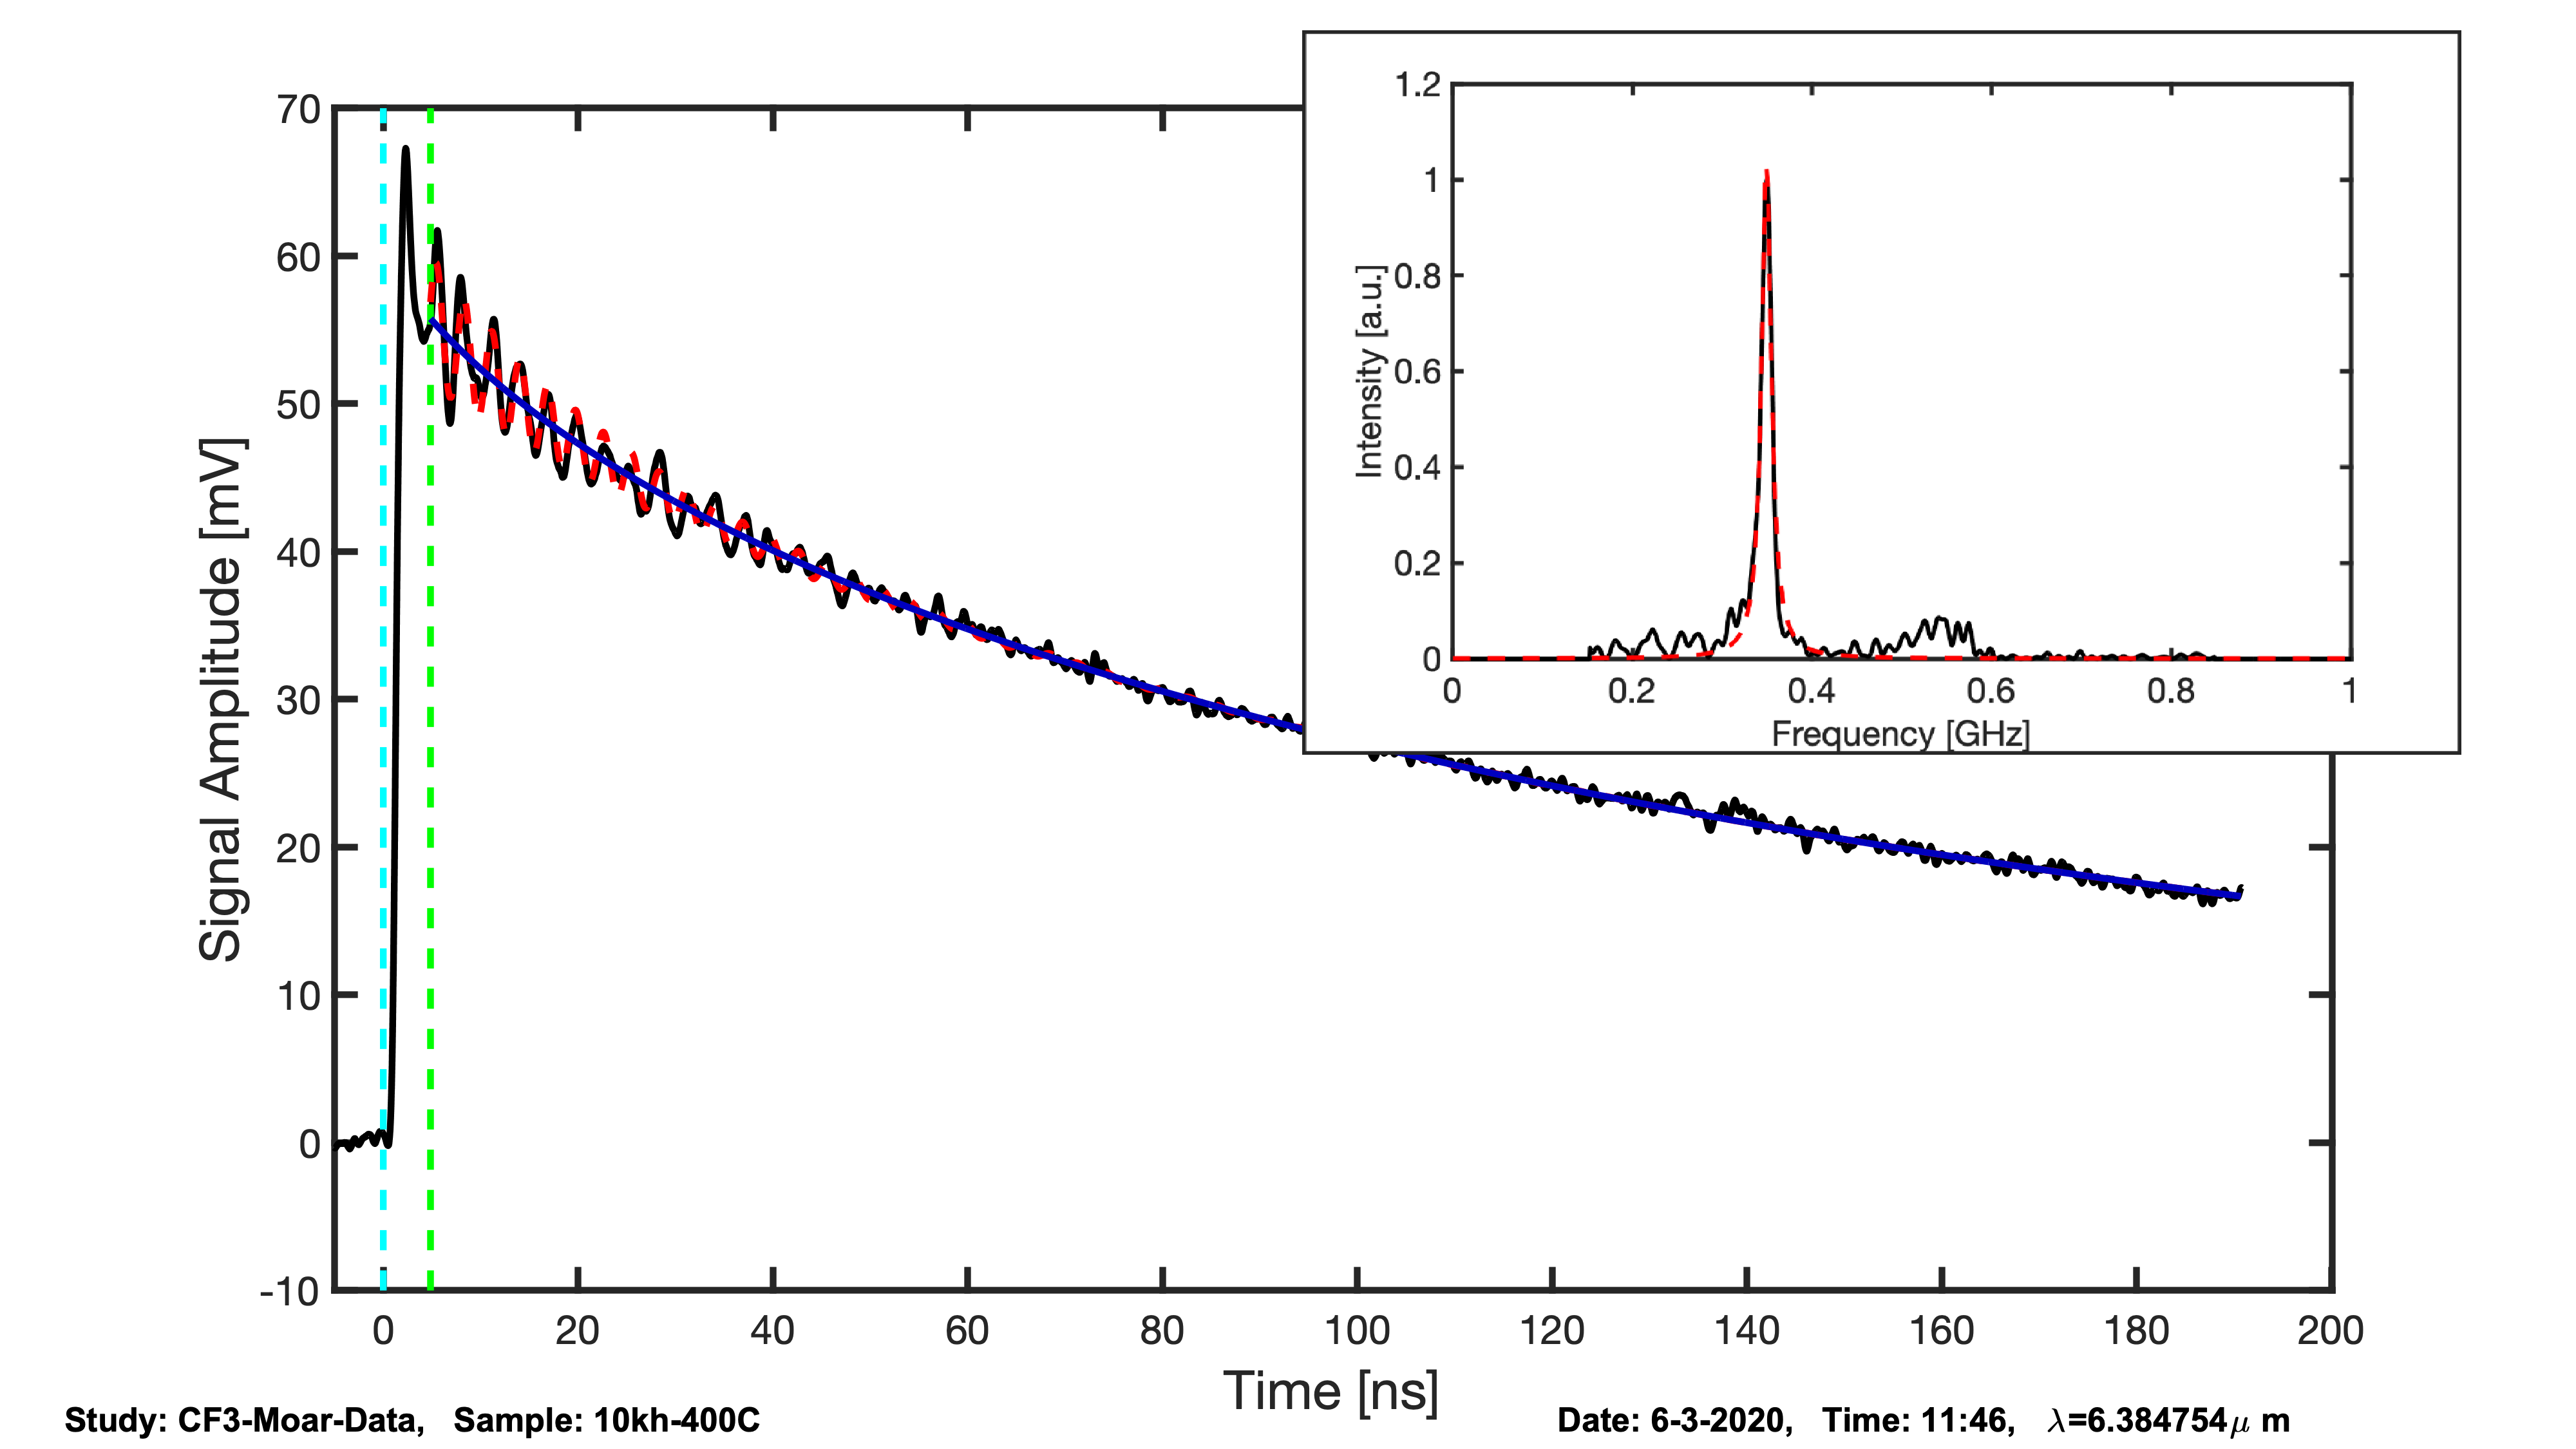 1.2
1
0.8
0.6
0.4
0.2
0
Intensity [a.u.]
0 0.2 0.4 0.6 0.8 1
Frequency [GHz]
70
60
50
40
30
20
10
0
-10
Signal Amplitude [mV]
0 20 40 60 80 100 120 140 160 180 200
Time [ns]
Study: CF3-Moar-Data, Sample: 10kh-400C
Date: 6-3-2020, Time: 11:46, λ=6.384754μ m